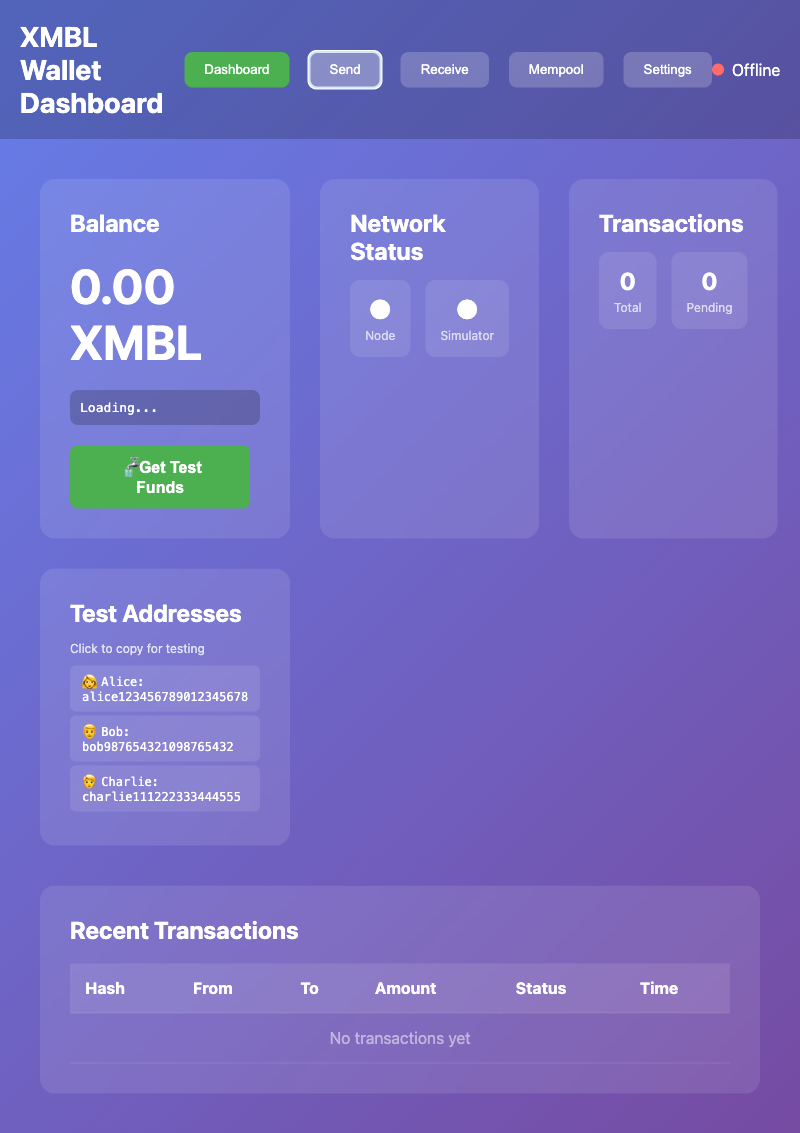 XMBL
Wallet
Dashboard
Dashboard
Send
Receive
Mempool
Settings
Offline
Balance
0.00
XMBL
Loading...
Get Test
Funds
Network
Status
Node
Simulator
Transactions
0
Total
0
Pending
Test Addresses
Click to copy for testing
Alice:
alice123456789012345678
Bob:
bob987654321098765432
Charlie:
charlie111222333444555
Recent Transactions
Hash From To Amount Status Time
No transactions yet